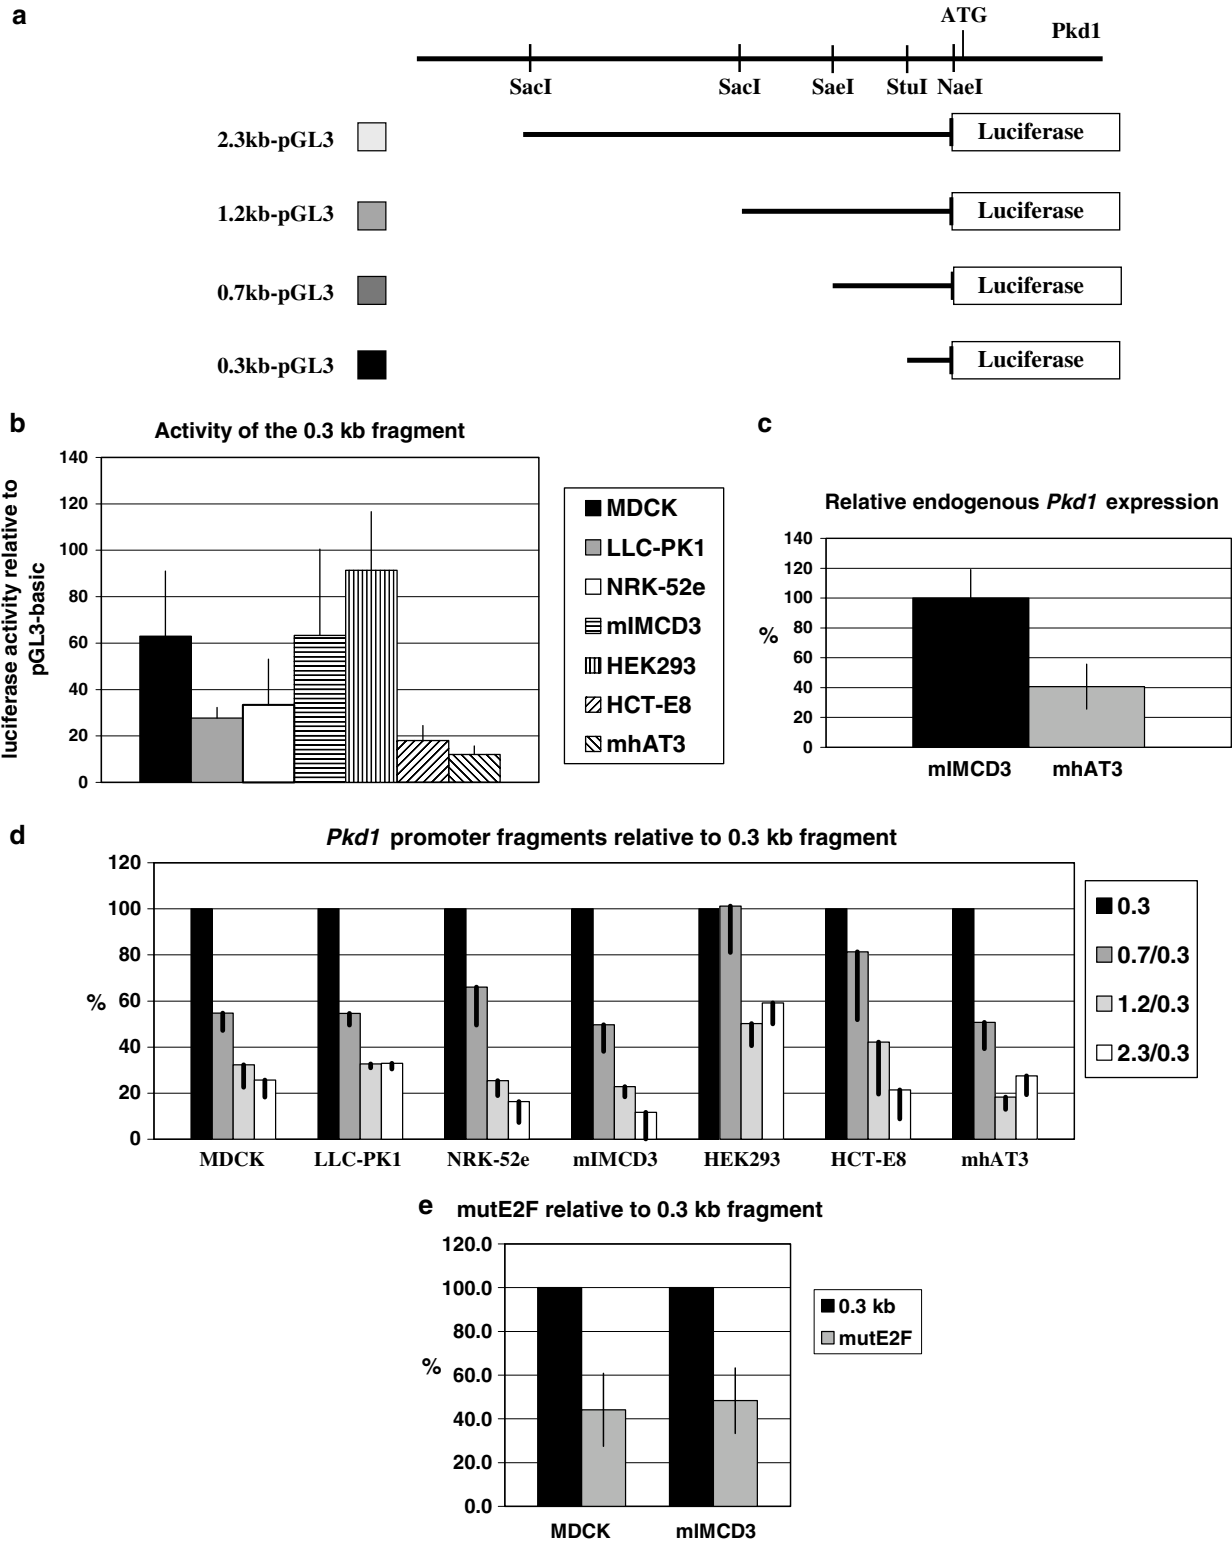 a
ATG
Pkd1
SacI
SacI
SaeI
StuI
NaeI
2.3kb-pGL3
Luciferase
1.2kb-pGL3
Luciferase
0.7kb-pGL3
Luciferase
0.3kb-pGL3
Luciferase
b
Activity of the 0.3 kb fragment
luciferase activity relative to
pGL3-basic
140
120
100
80
60
40
20
0
MDCK
LLC-PK1
NRK-52e
mIMCD3
HEK293
HCT-E8
mhAT3
c
Relative endogenous Pkd1 expression
%
140
120
100
80
60
40
20
0
mIMCD3
mhAT3
d
Pkd1 promoter fragments relative to 0.3 kb fragment
%
120
100
80
60
40
20
0
MDCK
LLC-PK1
NRK-52e
mIMCD3
HEK293
HCT-E8
mhAT3
0.3
0.7/0.3
1.2/0.3
2.3/0.3
e
mutE2F relative to 0.3 kb fragment
%
120.0
100.0
80.0
60.0
40.0
20.0
0.0
MDCK
mIMCD3
0.3 kb
mutE2F